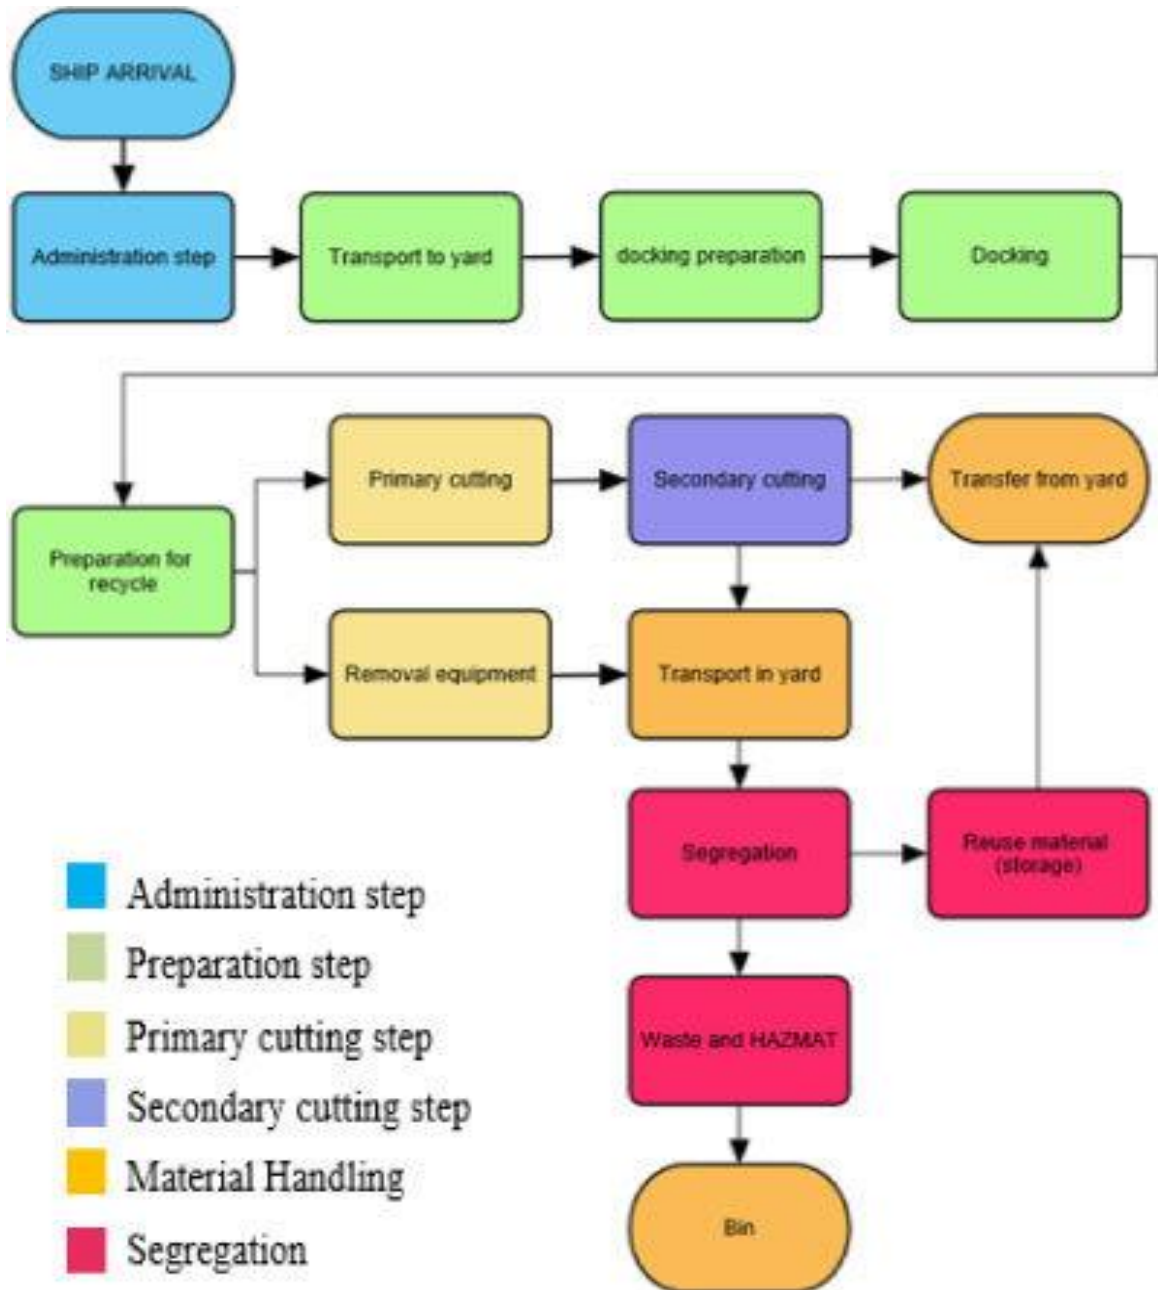 SHIP ARRIVAL
Administration step
Transport to yard
docking preparation
Docking
Primary cutting
Secondary cutting
Transfer from yard
Preparation for
recycle
Removal equipment
Transport in yard
Segregation
Reuse material
(storage)
Waste and HAZMAT
Bin
Administration step
Preparation step
Primary cutting step
Secondary cutting step
Material Handling
Segregation